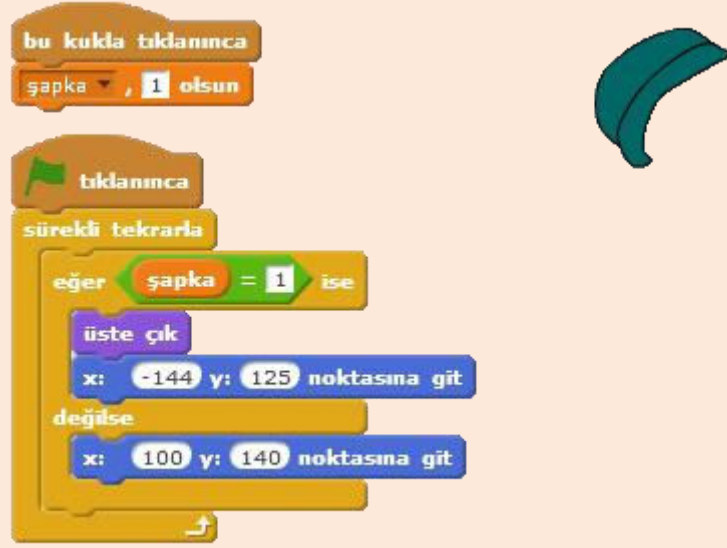 bu kukla tıklanınca
şapka , 1 olsun
tıklanınca
sürekli tekrarla
eğer şapka = 1 ise
üste çık
x: -144 y: 125 noktasına git
değilse
x: 100 y: 140 noktasına git